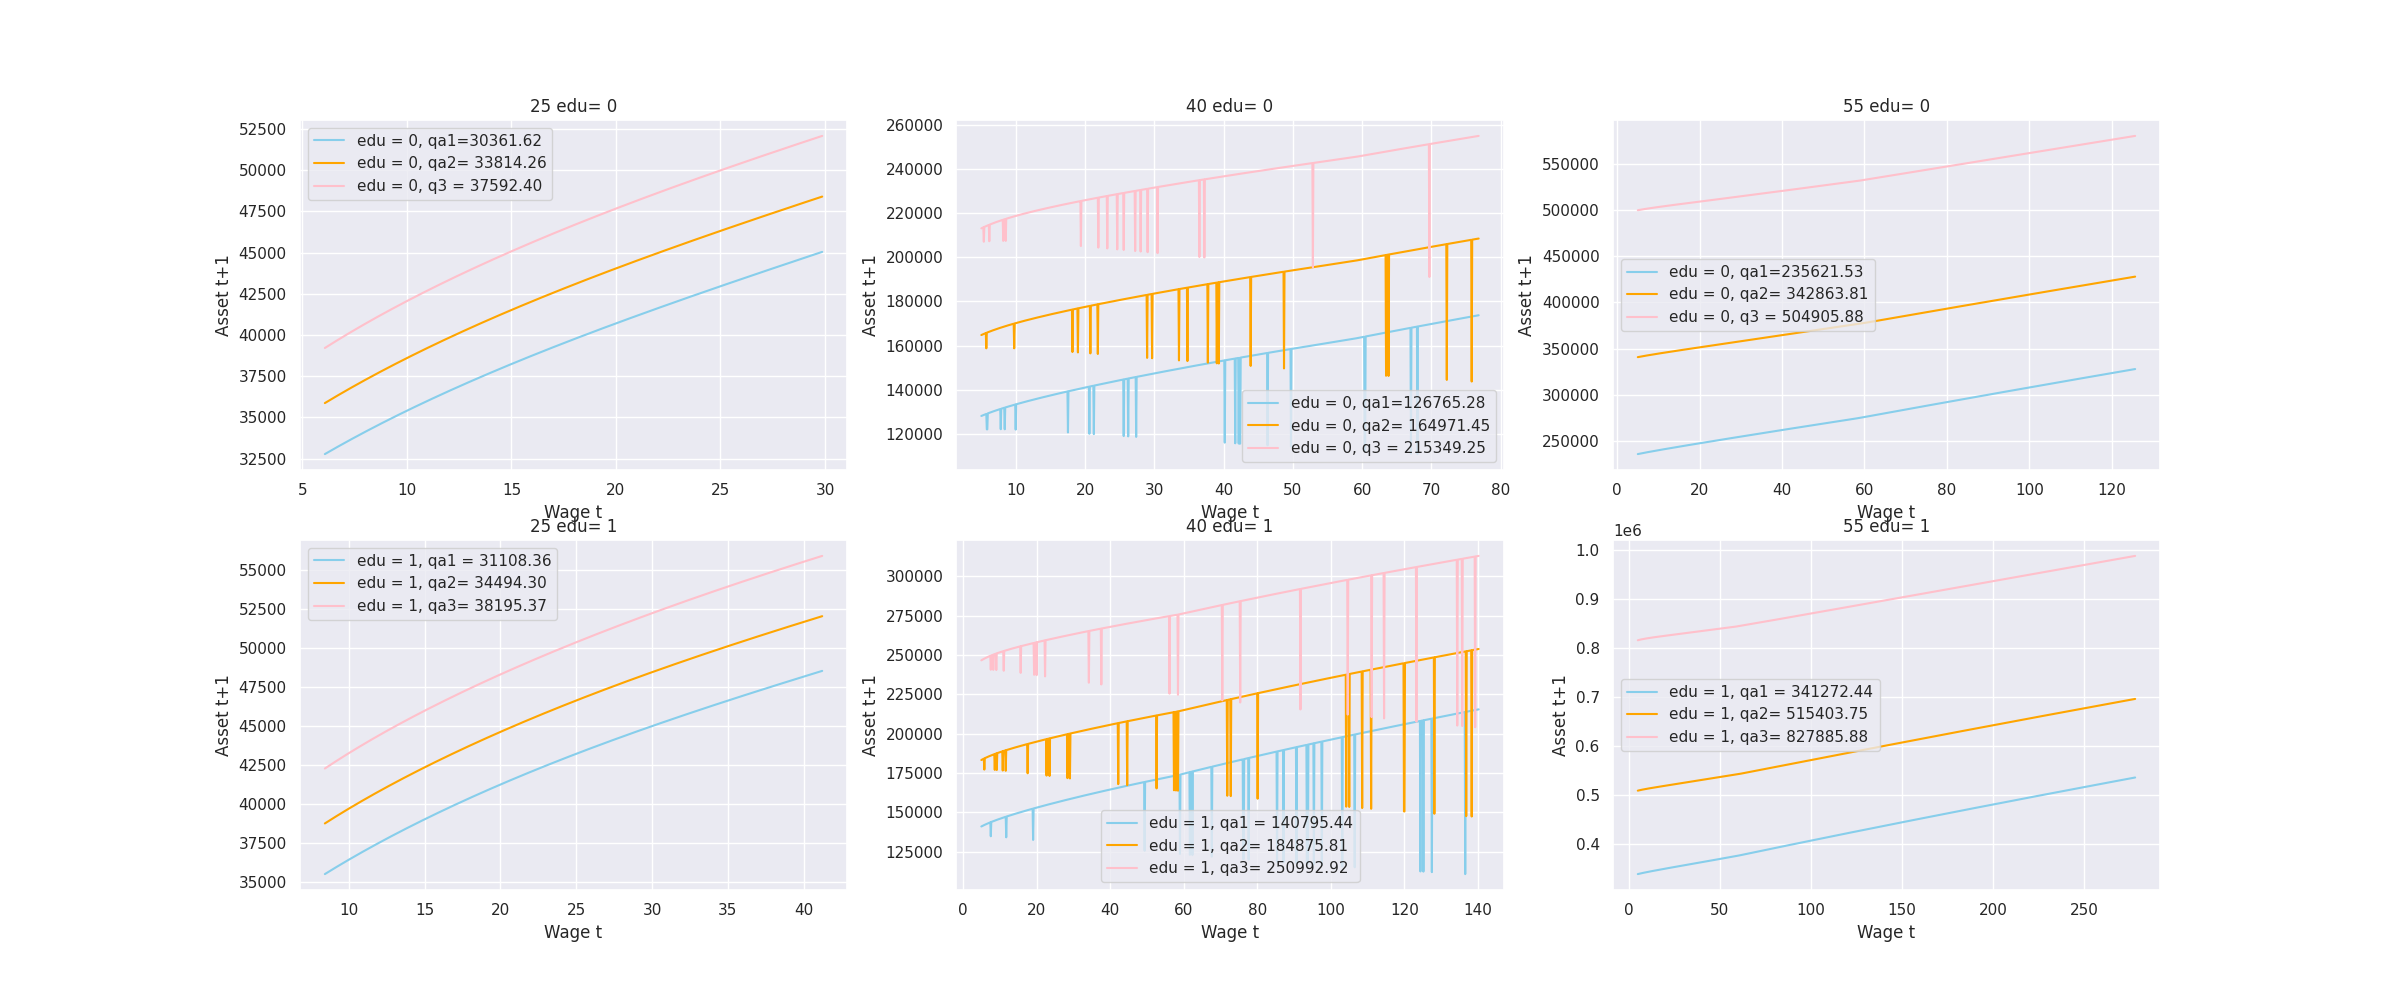 25 edu= 0
Asset t+1
52500
50000
47500
45000
42500
40000
37500
35000
32500
edu = 0, qa1=30361.62
edu = 0, qa2= 33814.26
edu = 0, q3 = 37592.40
5 10 15 20 25 30
Wage t
40 edu= 0
Asset t+1
260000
240000
220000
200000
180000
160000
140000
120000
edu = 0, qa1=126765.28
edu = 0, qa2= 164971.45
edu = 0, q3 = 215349.25
10 20 30 40 50 60 70 80
Wage t
55 edu= 0
Asset t+1
550000
500000
450000
400000
350000
300000
250000
edu = 0, qa1=235621.53
edu = 0, qa2= 342863.81
edu = 0, q3 = 504905.88
0 20 40 60 80 100 120
Wage t
25 edu= 1
Asset t+1
55000
52500
50000
47500
45000
42500
40000
37500
35000
edu = 1, qa1 = 31108.36
edu = 1, qa2= 34494.30
edu = 1, qa3= 38195.37
10 15 20 25 30 35 40
Wage t
40 edu= 1
Asset t+1
300000
275000
250000
225000
200000
175000
150000
125000
edu = 1, qa1 = 140795.44
edu = 1, qa2= 184875.81
edu = 1, qa3= 250992.92
0 20 40 60 80 100 120 140
Wage t
55 edu= 1
1e6
Asset t+1
1.0
0.9
0.8
0.7
0.6
0.5
0.4
edu = 1, qa1 = 341272.44
edu = 1, qa2= 515403.75
edu = 1, qa3= 827885.88
0 50 100 150 200 250
Wage t